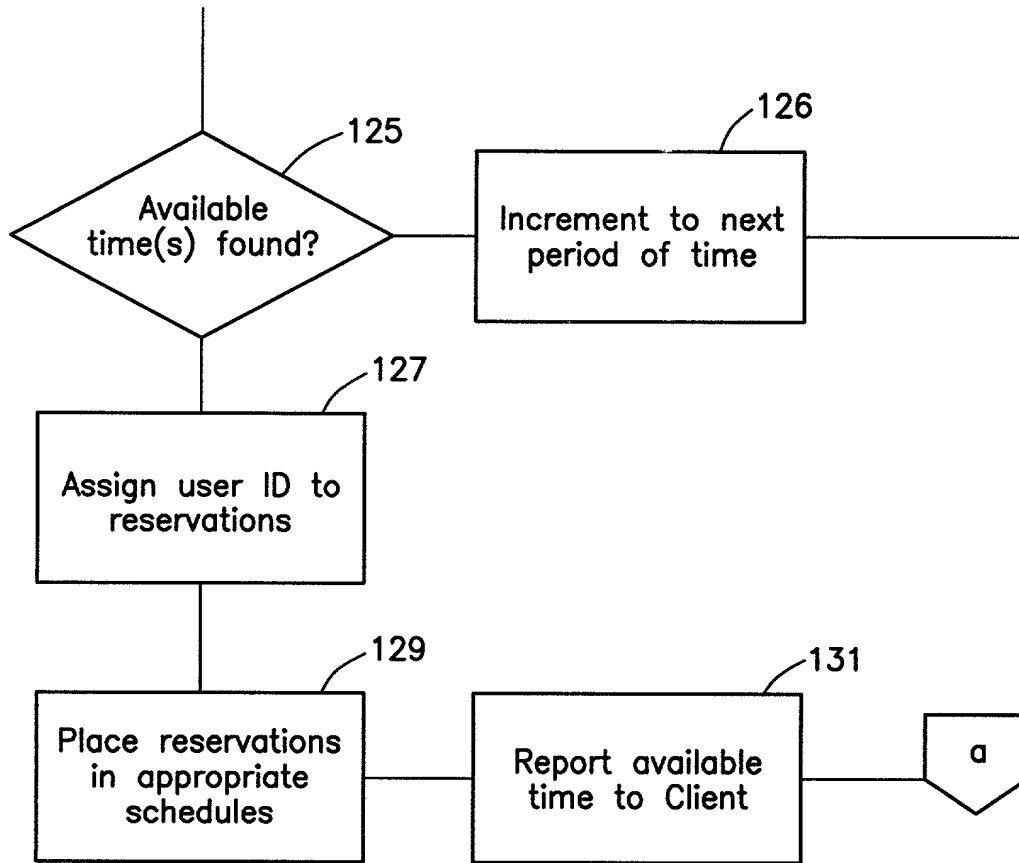 125
Available
time(s) found?
126
Increment to next
period of time
127
Assign user ID to
reservations
129
Place reservations
in appropriate
schedules
131
Report available
time to Client
a